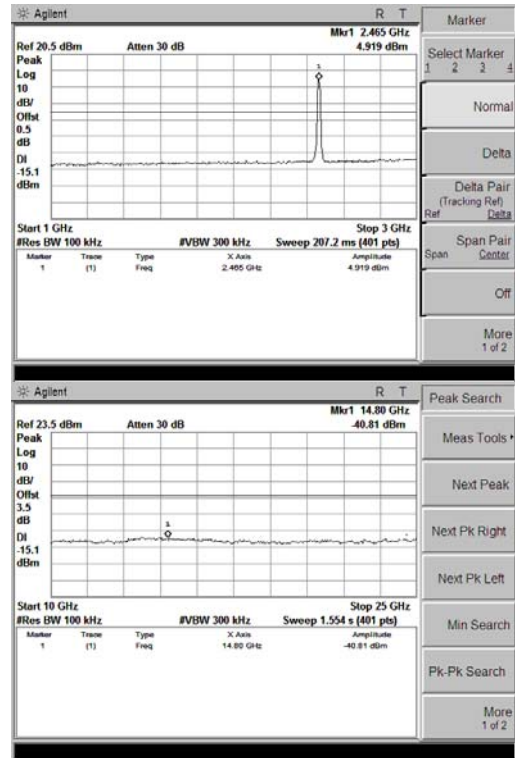 Agilent R T
Mkr1 2.465 GHz
Ref 20.5 dBm Atten 30 dB 4.919 dBm
Peak
Log
10
dB/
Offst
0.5
dB
DI
-15.1
dBm
1
Start 1 GHz Stop 3 GHz
#Res BW 100 kHz #VBW 300 kHz Sweep 207.2 ms (401 pts)
Marker Trace Type X Axis Amplitude
1 (1) Freq 2.465 GHz 4.919 dBm
Marker
Select Marker
1 2 3 4
Normal
Delta
Delta Pair
(Tracking Ref)
Ref Delta
Span Pair
Span Center
Off
More
1 of 2
Agilent R T
Mkr1 14.80 GHz
Ref 23.5 dBm Atten 30 dB -40.81 dBm
Peak
Log
10
dB/
Offst
3.5
dB
DI
-15.1
dBm
1
Start 10 GHz Stop 25 GHz
#Res BW 100 kHz #VBW 300 kHz Sweep 1.554 s (401 pts)
Marker Trace Type X Axis Amplitude
1 (1) Freq 14.80 GHz -40.81 dBm
Peak Search
Meas Tools
Next Peak
Next Pk Right
Next Pk Left
Min Search
Pk-Pk Search
More
1 of 2